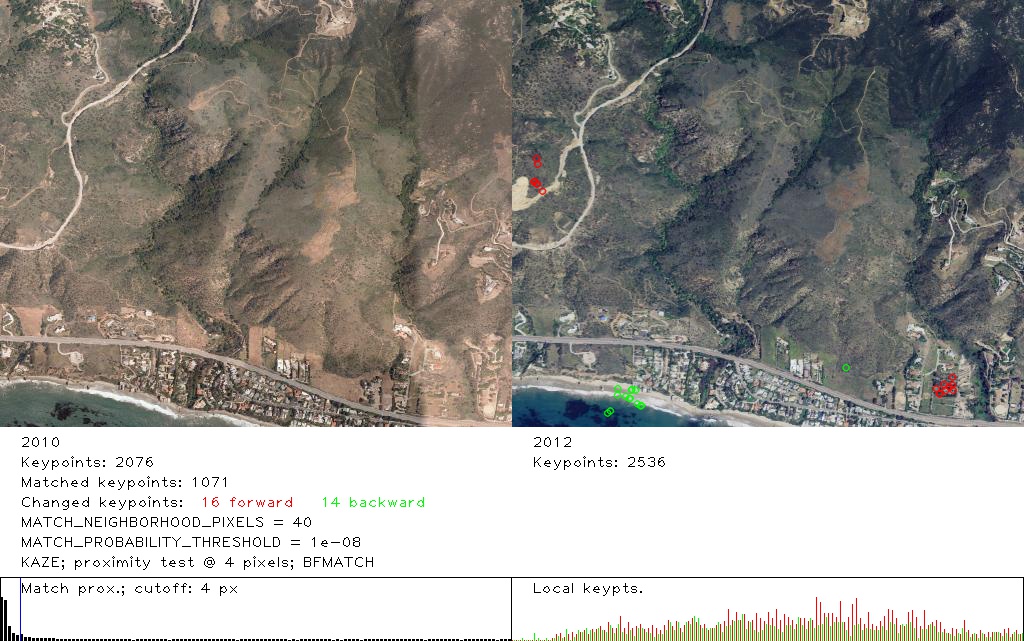 2010
Keypoints: 2076
Matched keypoints: 1071
Changed keypoints: 16 forward 14 backward
MATCH_NEIGHBORHOOD_PIXELS = 40
MATCH_PROBABILITY_THRESHOLD = 1e-08
KAZE; proximity test @ 4 pixels; BFMATCH
2012
Keypoints: 2536
Match prox.; cutoff: 4 px
Local keypts.